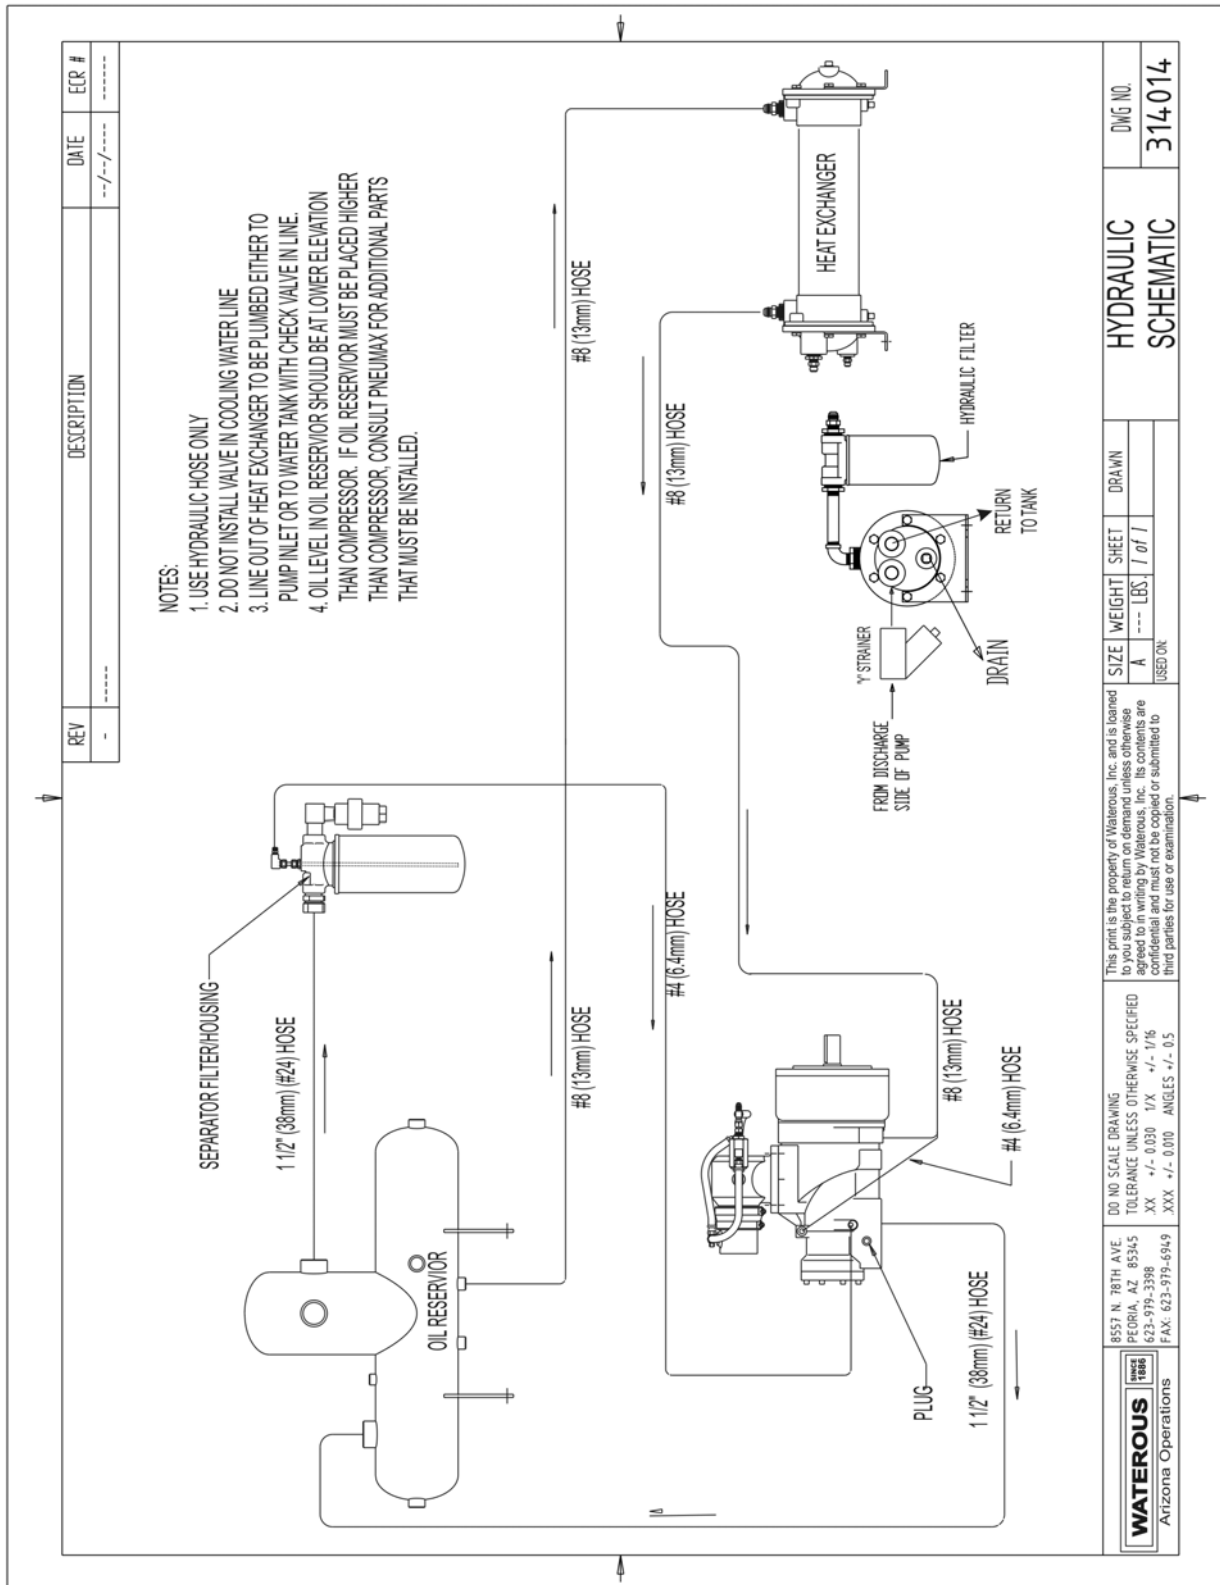 REV DESCRIPTION DATE ECR #
- ----- --/--/---- ------
NOTES:
1. USE HYDRAULIC HOSE ONLY
2. DO NOT INSTALL VALVE IN COOLING WATER LINE
3. LINE OUT OF HEAT EXCHANGER TO BE PLUMBED EITHER TO
PUMP INLET OR TO WATER TANK WITH CHECK VALVE IN LINE.
4. OIL LEVEL IN OIL RESERVIOR SHOULD BE AT LOWER ELEVATION
THAN COMPRESSOR. IF OIL RESERVIOR MUST BE PLACED HIGHER
THAN COMPRESSOR, CONSULT PNEUMAX FOR ADDITIONAL PARTS
THAT MUST BE INSTALLED.
SEPARATOR FILTER/HOUSING
1 1/2" (38mm) (#24) HOSE
OIL RESERVIOR
#8 (13mm) HOSE
#8 (13mm) HOSE
#4 (6.4mm) HOSE
#8 (13mm) HOSE
HEAT EXCHANGER
'Y' STRAINER
FROM DISCHARGE
SIDE OF PUMP
HYDRAULIC FILTER
RETURN
TO TANK
DRAIN
#8 (13mm) HOSE
#4 (6.4mm) HOSE
PLUG
1 1/2" (38mm) (#24) HOSE
WATEROUS
SINCE
1886
Arizona Operations
8557 N. 78TH AVE.
PEORIA, AZ 85345
623-979-3398
FAX: 623-979-6949
DO NO SCALE DRAWING
TOLERANCE UNLESS OTHERWISE SPECIFIED
.XX +/- 0.030 1/X +/- 1/16
.XXX +/- 0.010 ANGLES +/- 0.5
This print is the property of Waterous, Inc. and is loaned
to you subject to return on demand unless otherwise
agreed to in writing by Waterous, Inc. Its contents are
confidential and must not be copied or submitted to
third parties for use or examination.
SIZE WEIGHT SHEET DRAWN
A --- LBS. 1 of 1
USED ON:
HYDRAULIC
SCHEMATIC
DWG NO.
314014